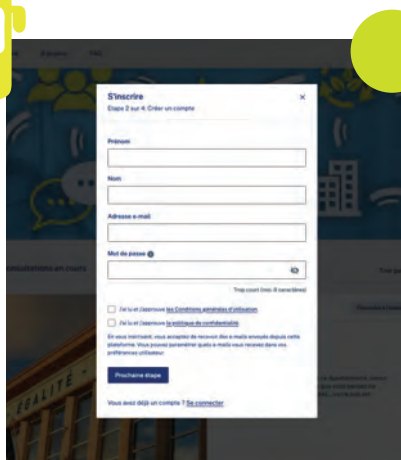 À propos FAQ
S'inscrire
×
Étape 2 sur 4: Créer un compte
Prénom
Nom
Adresse e-mail
Mot de passe
Trop court (min. 8 caractères)
J'ai lu et j'approuve les Conditions générales d'utilisation.
J'ai lu et j'approuve la politique de confidentialité.
En vous inscrivant, vous acceptez de recevoir des e-mails envoyés depuis cette
plateforme. Vous pouvez paramétrer quels e-mails vous recevez dans vos
préférences utilisateur.
Prochaine étape
Vous avez déjà un compte ? Se connecter
ÉGALITÉ